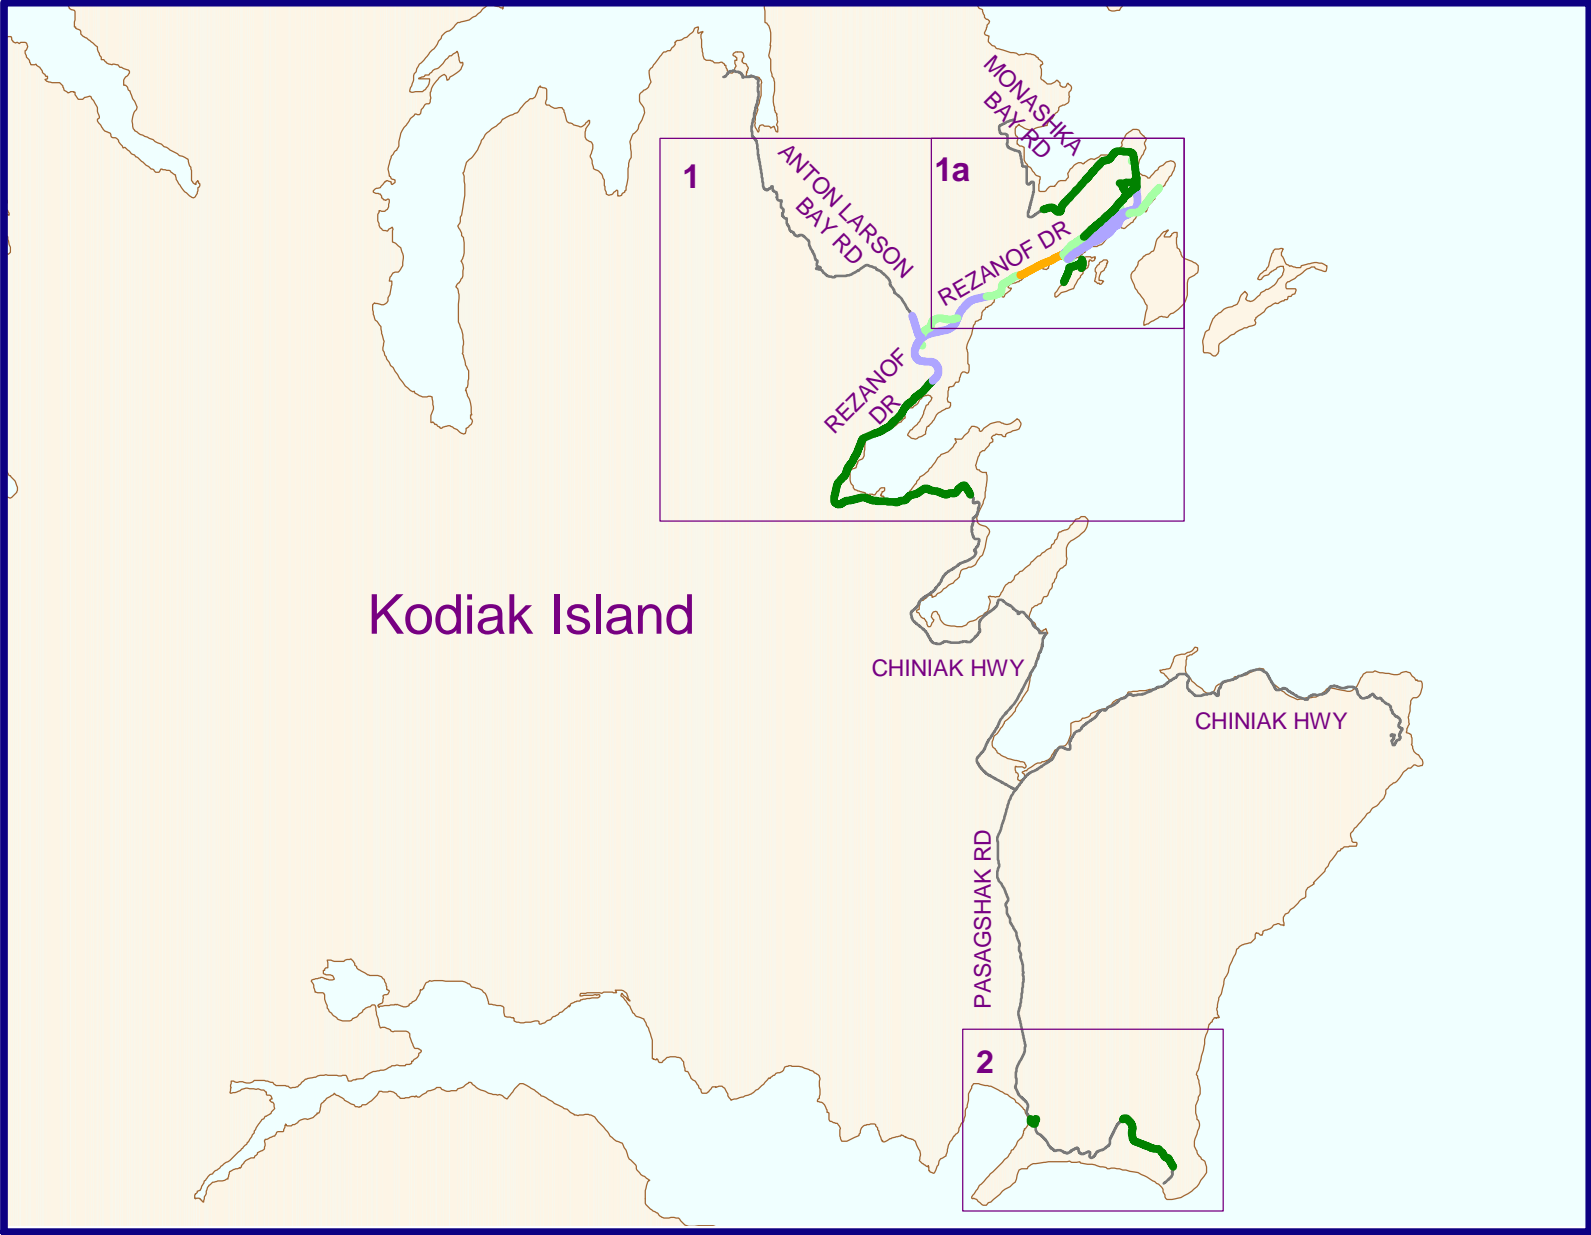 MONASHKA
BAY RD
1
1a
ANTON LARSON
BAY RD
REZANOF DR
REZANOF
DR
Kodiak Island
CHINIAK HWY
CHINIAK HWY
PASAGSHAK RD
2